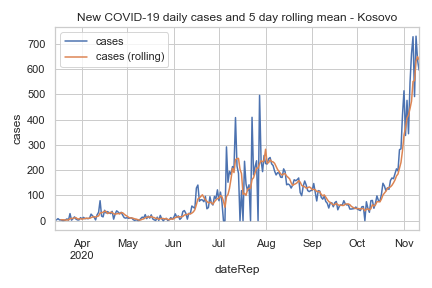 New COVID-19 daily cases and 5 day rolling mean - Kosovo
cases
cases (rolling)
700
600
500
400
300
200
100
0
cases
Apr May Jun Jul Aug Sep Oct Nov
2020
dateRep